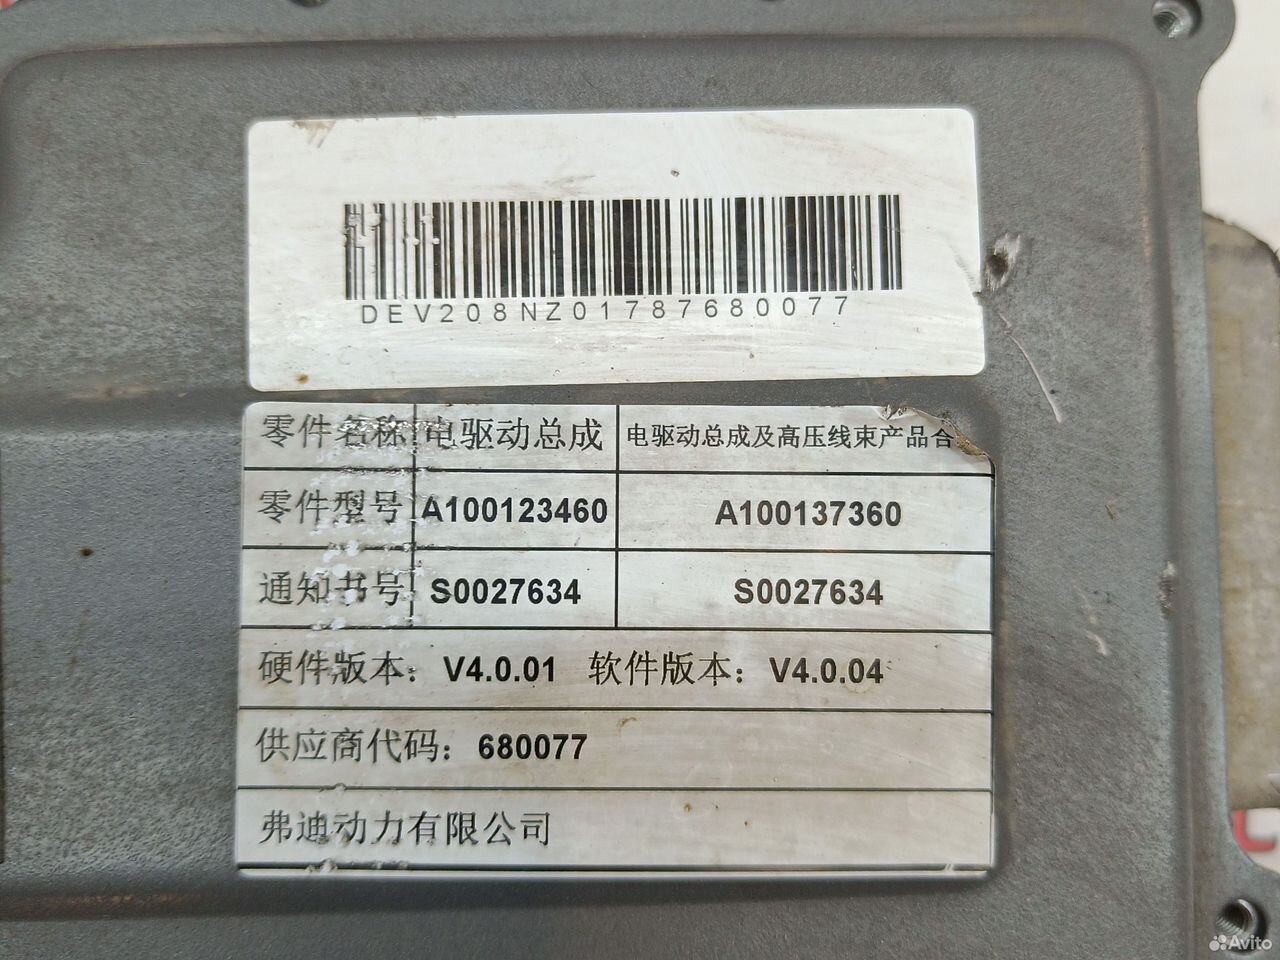 DEV208NZ01787680077
零件名称 电驱动总成 电驱动总成及高压线束产品合
零件型号 A100123460 A100137360
通知书号 S0027634 S0027634
硬件版本：V4.0.01 软件版本：V4.0.04
供应商代码：680077
弗迪动力有限公司
Avito